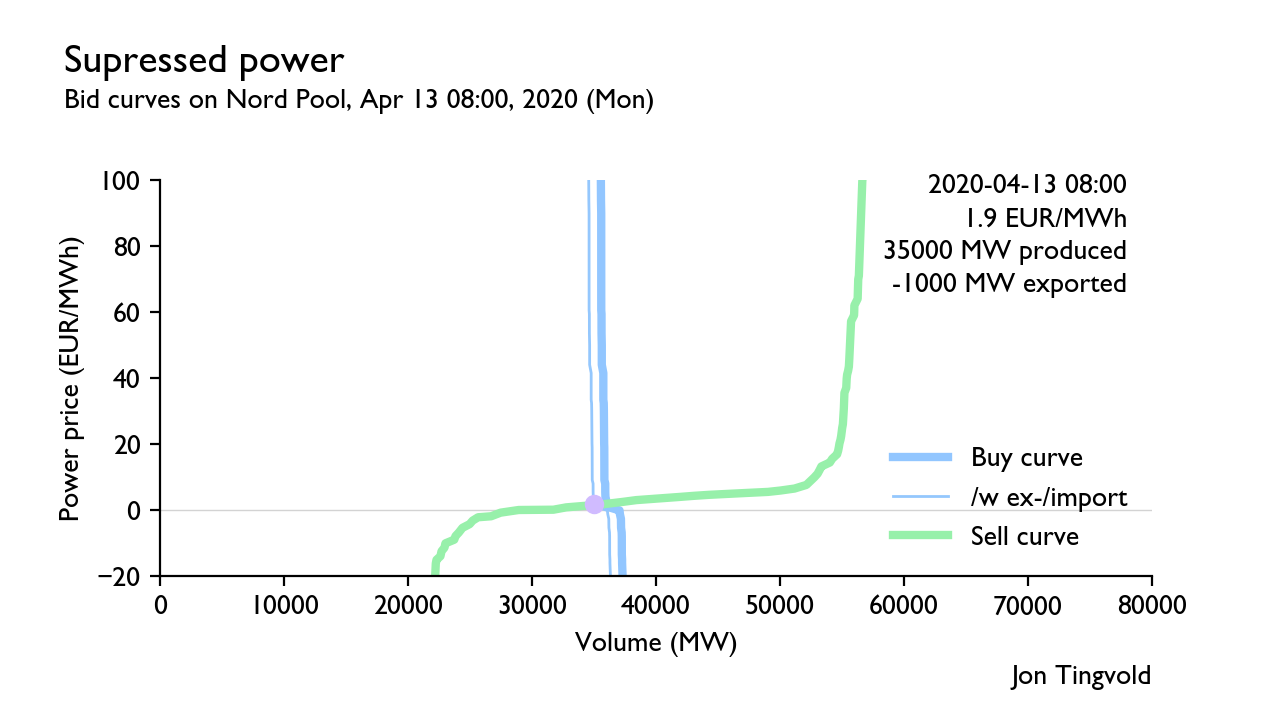 Supressed power
Bid curves on Nord Pool, Apr 13 08:00, 2020 (Mon)
2020-04-13 08:00
1.9 EUR/MWh
35000 MW produced
-1000 MW exported
Power price (EUR/MWh)
100
80
60
40
20
0
−20
Buy curve
/w ex-/import
Sell curve
0 10000 20000 30000 40000 50000 60000 70000 80000
Volume (MW)
Jon Tingvold